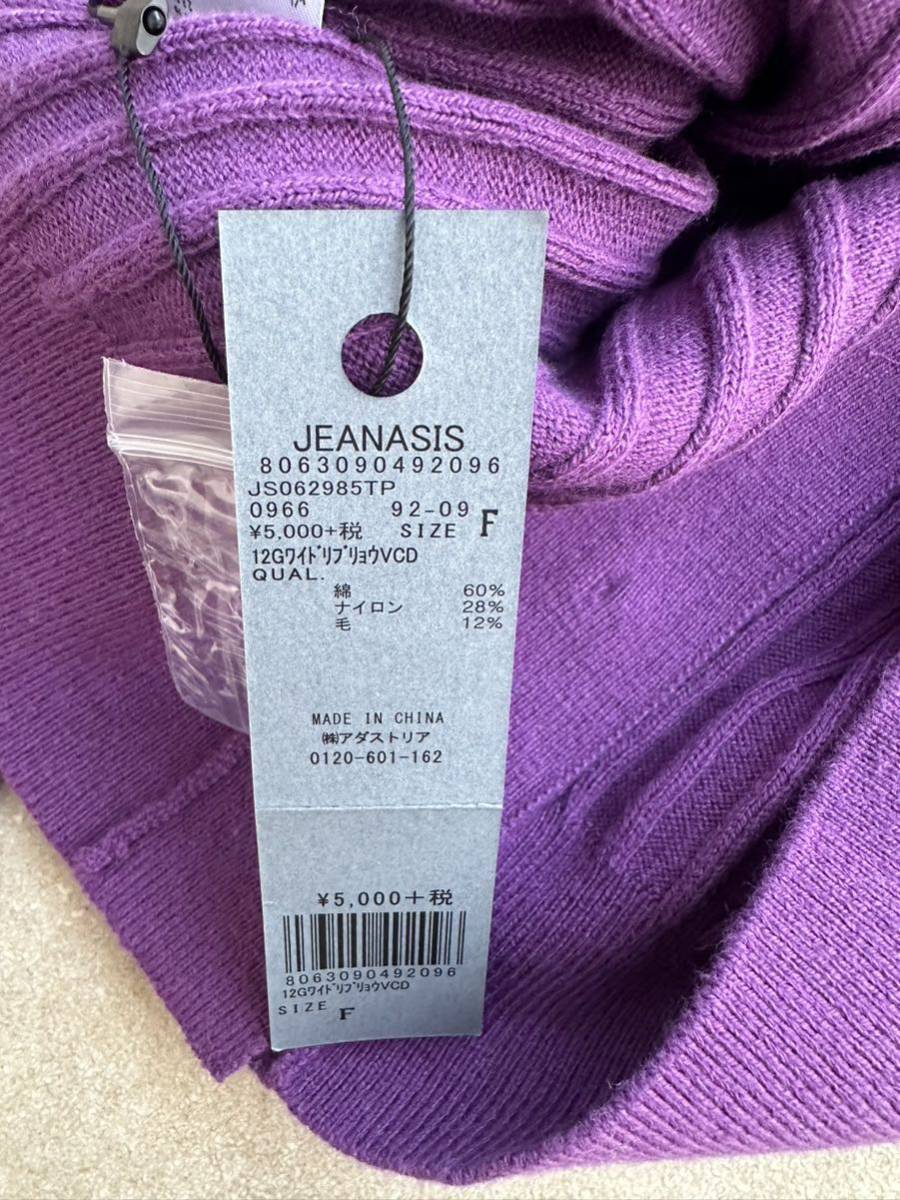 JEANASIS
8063090492096
JS062985TP
0966 92-09
¥5,000+税 SIZE F
12Gワイドリブリョウ VCD
QUAL.
綿 60%
ナイロン 28%
毛 12%
MADE IN CHINA
㈱アダストリア
0120-601-162
¥5,000+税
8063090492096
12Gワイドリブリョウ VCD
SIZE F